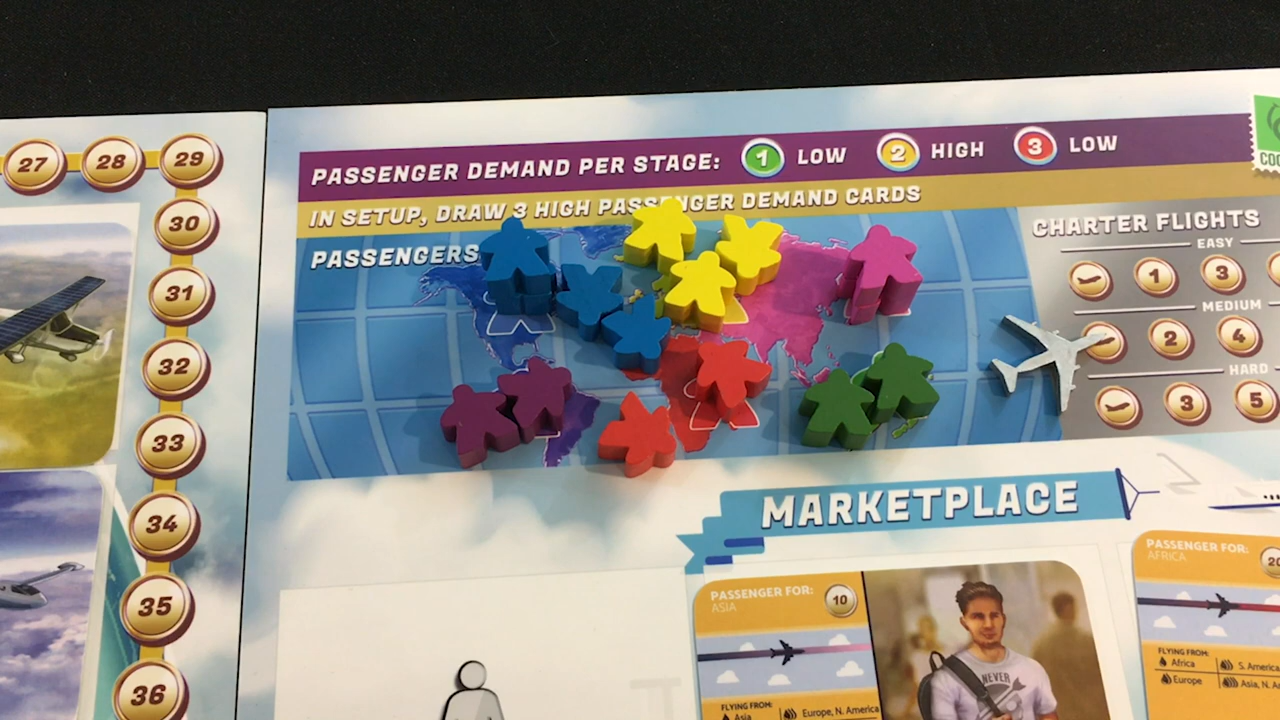 27 28 29
30
31
32
33
34
35
36
PASSENGER DEMAND PER STAGE: 1 LOW 2 HIGH 3 LOW
IN SETUP, DRAW 3 HIGH PASSENGER DEMAND CARDS
PASSENGERS
CHARTER FLIGHTS
EASY
1 3
MEDIUM
2 4
HARD
3 5
MARKETPLACE
PASSENGER FOR: 10
ASIA
FLYING FROM:
Asia Europe, N. America
NEVER
PASSENGER FOR: 20
AFRICA
FLYING FROM:
Africa S. America
Europe Asia, N.